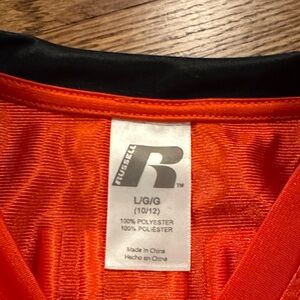 RUSSELL
R
TM
L/G/G
(10/12)
100% POLYESTER
100% POLIÉSTER
Made in China
Hecho en China